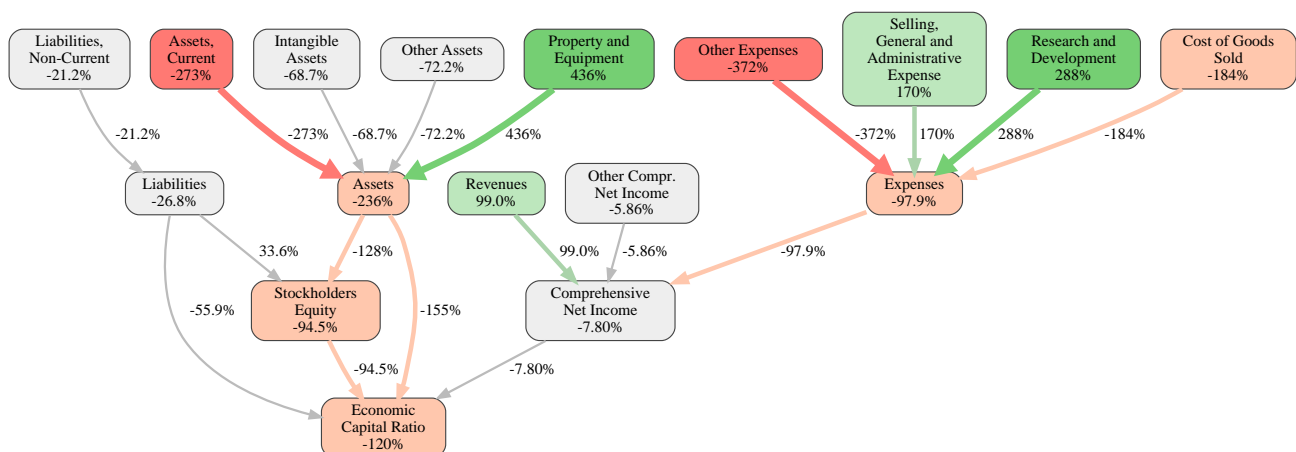 Liabilities,
Non-Current
-21.2%
Assets,
Current
-273%
Intangible
Assets
-68.7%
Other Assets
-72.2%
Property and
Equipment
436%
Other Expenses
-372%
Selling,
General and
Administrative
Expense
170%
Research and
Development
288%
Cost of Goods
Sold
-184%
-21.2%
-273%
-68.7%
-72.2%
436%
-372%
170%
288%
-184%
Liabilities
-26.8%
Assets
-236%
Revenues
99.0%
Other Compr.
Net Income
-5.86%
Expenses
-97.9%
33.6%
-128%
99.0%
-5.86%
-97.9%
-55.9%
Stockholders
Equity
-94.5%
-155%
Comprehensive
Net Income
-7.80%
-94.5%
-7.80%
Economic
Capital Ratio
-120%